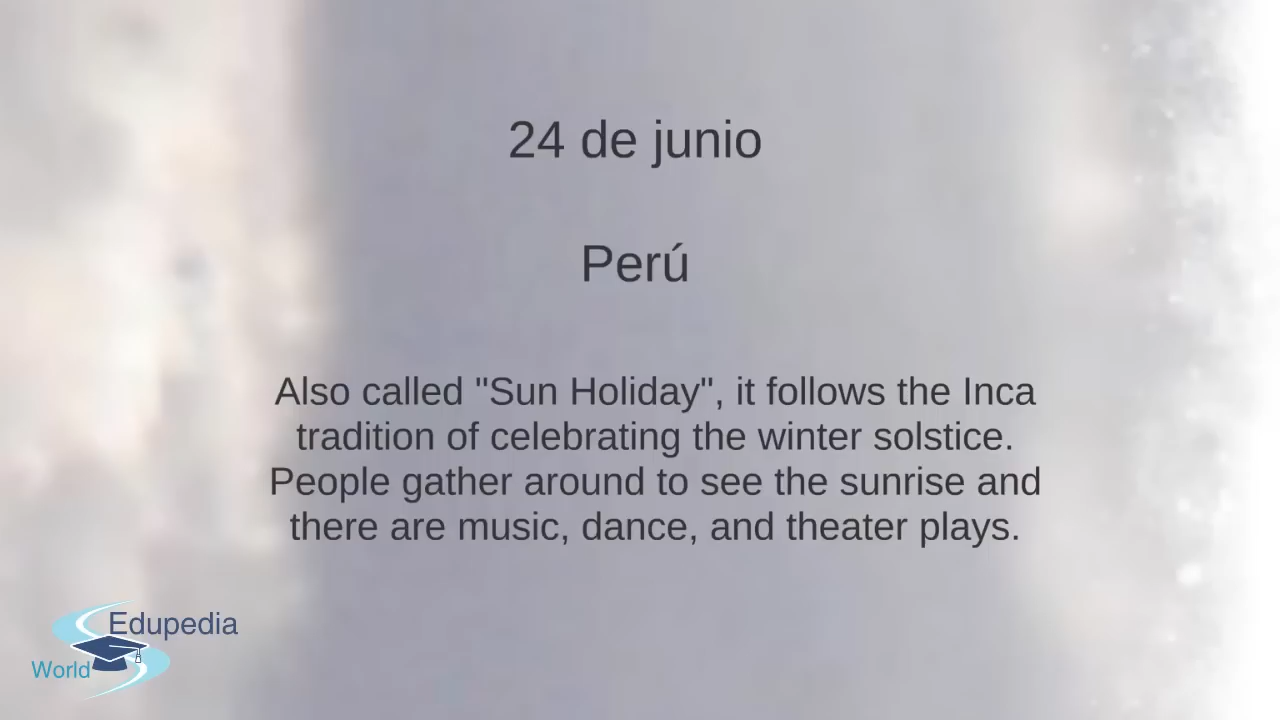 24 de junio
Perú
Also called "Sun Holiday", it follows the Inca
tradition of celebrating the winter solstice.
People gather around to see the sunrise and
there are music, dance, and theater plays.
Edupedia
World